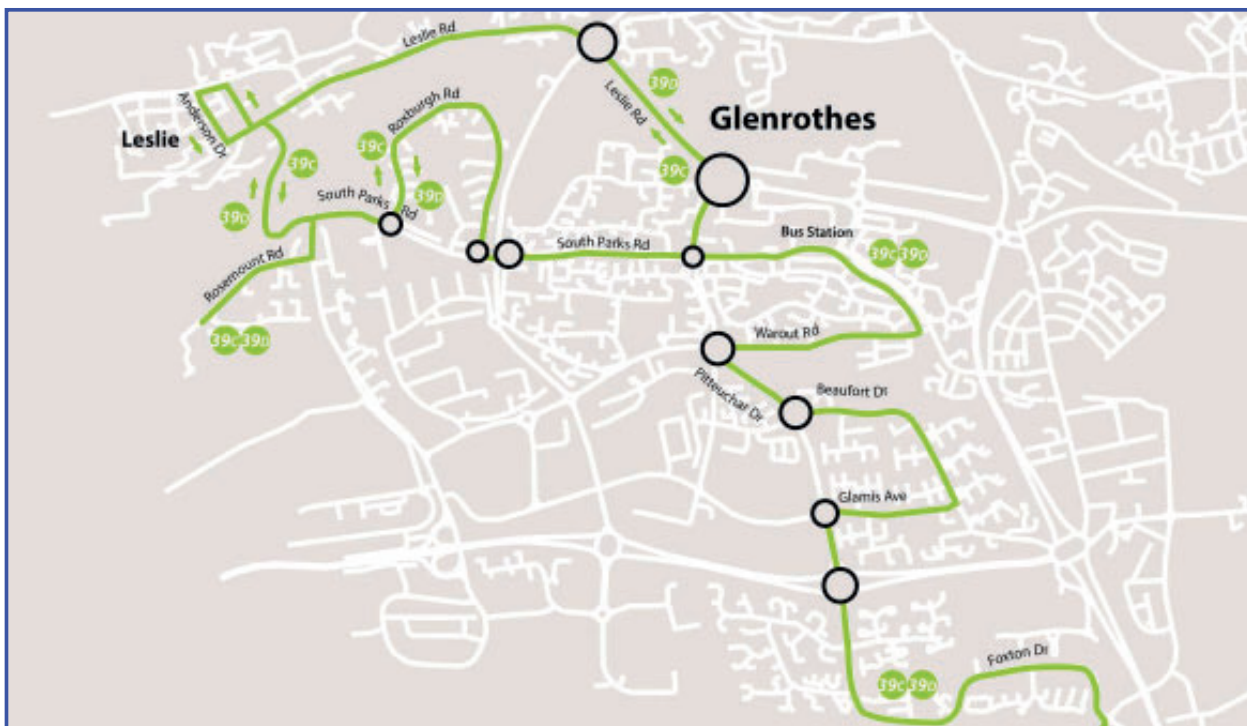 Leslie Rd
39D
Leslie Rd
Anderson Dr
Roxburgh Rd
Glenrothes
Leslie
39C
39C
39C
39D
39D
South Parks Rd
South Parks Rd
Bus Station
39C 39D
Rosemount Rd
39C 39D
Warout Rd
Pitteuchar Dr
Beaufort Dr
Glamis Ave
Foxton Dr
39C 39D